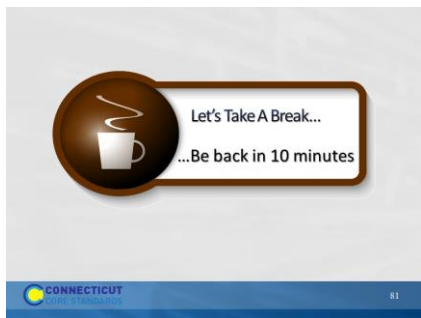 Let's Take A Break...
...Be back in 10 minutes
CONNECTICUT
CORE STANDARDS
81